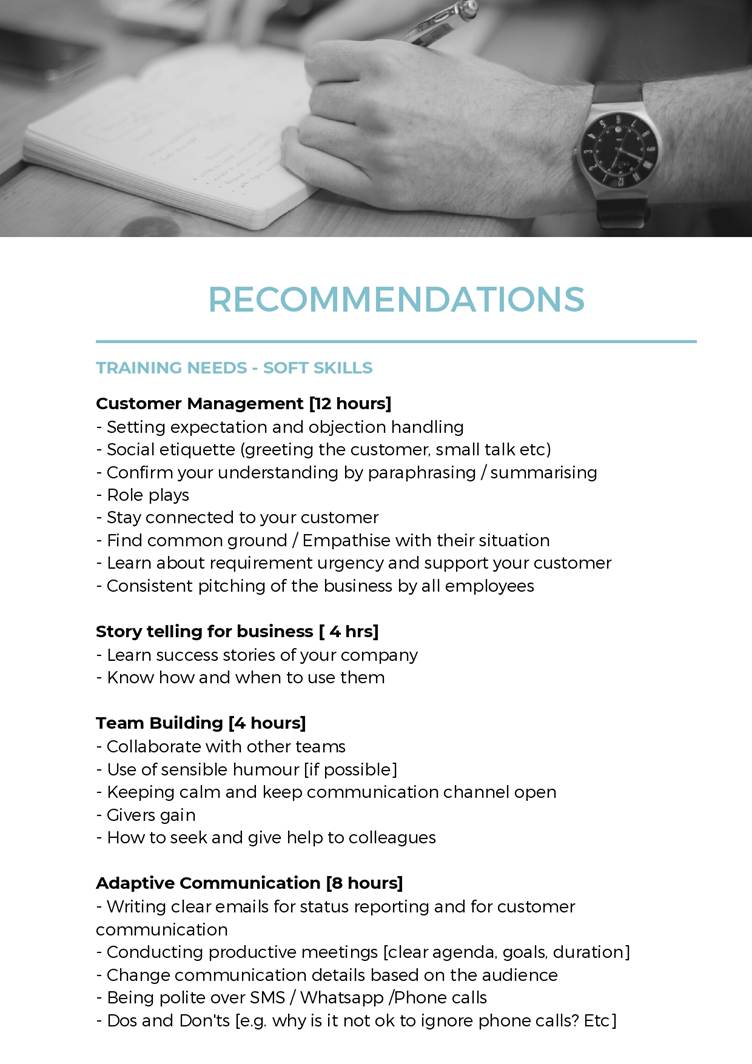 RECOMMENDATIONS
TRAINING NEEDS - SOFT SKILLS
Customer Management [12 hours]
- Setting expectation and objection handling
- Social etiquette (greeting the customer, small talk etc)
- Confirm your understanding by paraphrasing / summarising
- Role plays
- Stay connected to your customer
- Find common ground / Empathise with their situation
- Learn about requirement urgency and support your customer
- Consistent pitching of the business by all employees
Story telling for business [ 4 hrs]
- Learn success stories of your company
- Know how and when to use them
Team Building [4 hours]
- Collaborate with other teams
- Use of sensible humour [if possible]
- Keeping calm and keep communication channel open
- Givers gain
- How to seek and give help to colleagues
Adaptive Communication [8 hours]
- Writing clear emails for status reporting and for customer
communication
- Conducting productive meetings [clear agenda, goals, duration]
- Change communication details based on the audience
- Being polite over SMS / Whatsapp /Phone calls
- Dos and Don'ts [e.g. why is it not ok to ignore phone calls? Etc]